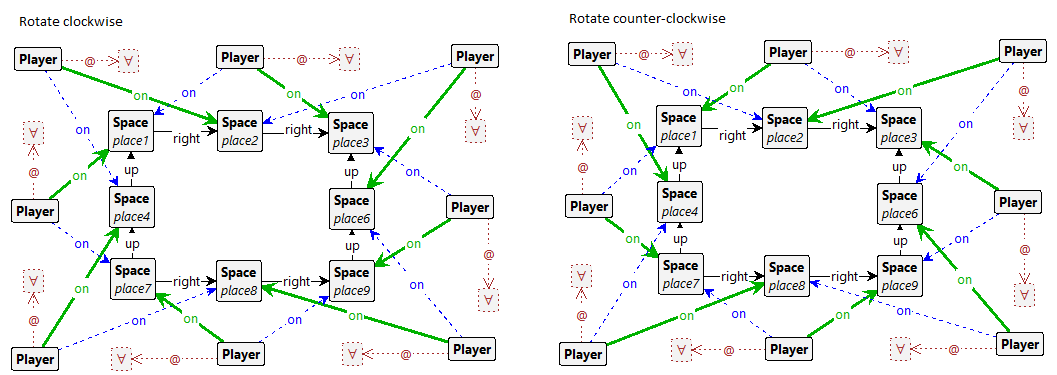 Rotate clockwise
Rotate counter-clockwise
Player @ ∀
Player @ ∀
Player
Player @ ∀
Player @ ∀
Player
on on on on on
on on on on on
@ ∀
@ ∀
∀
Space
place1
right
Space
place2
right
Space
place3
∀
Space
place1
right
Space
place2
right
Space
place3
@
on
on
up
up
on
on
@
on
up
up
on
on
Player
Space
place4
Space
place6
Player
Player
Space
place4
Space
place6
Player
on
on
up
up
on
on
@
on
on
up
up
on
@
∀
@
Space
place7
right
Space
place8
right
Space
place9
∀
∀
@
Space
place7
right
Space
place8
right
Space
place9
∀
on
on
on
on
on
on
on
on
on
Player
∀ @
Player
∀ @
Player
Player
∀ @
Player
∀ @
Player